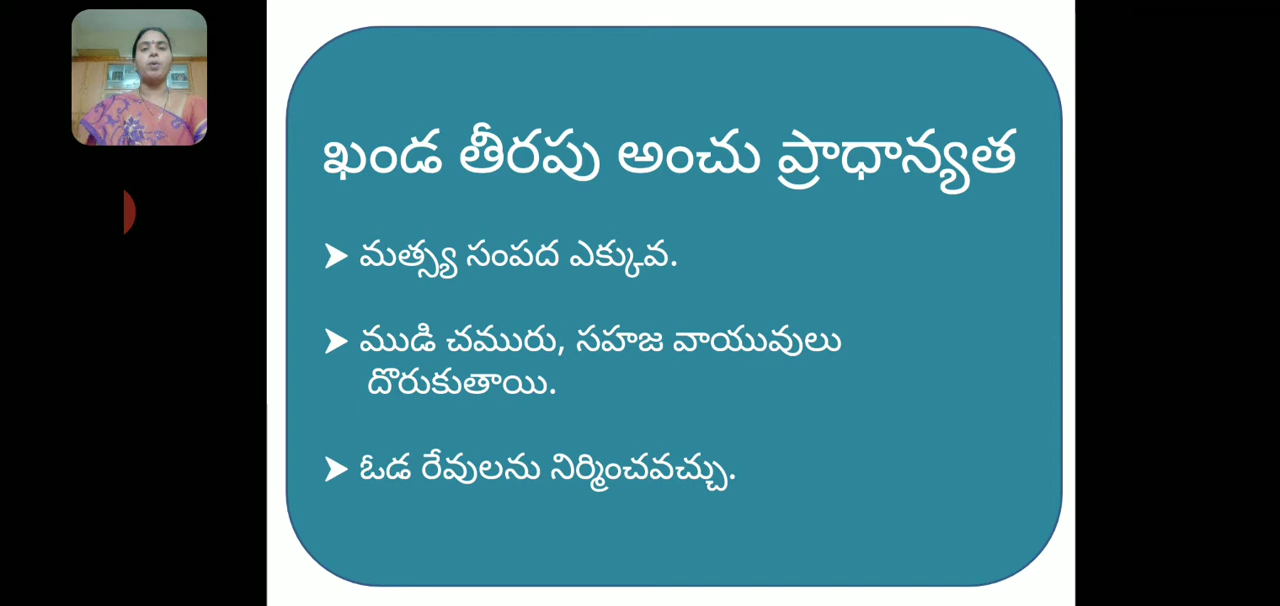 ఖండ తీరపు అంచు ప్రాధాన్యత
➤ మత్స్య సంపద ఎక్కువ.
➤ ముడి చమురు, సహజ వాయువులు
దొరుకుతాయి.
➤ ఓడ రేవులను నిర్మించవచ్చు.